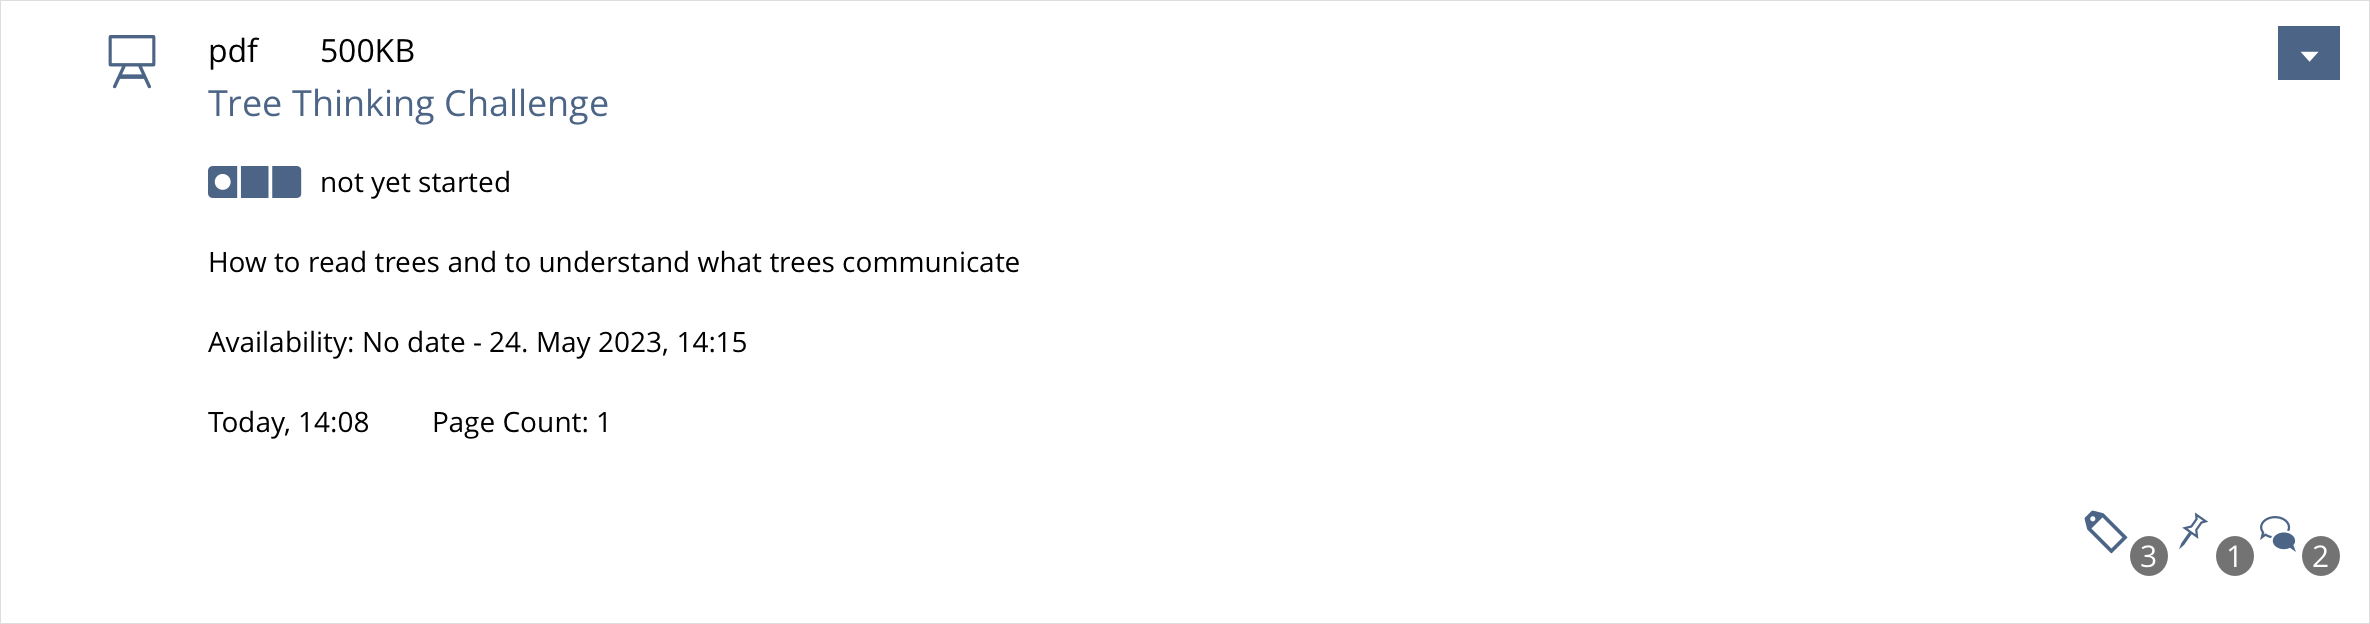 pdf 500KB
Tree Thinking Challenge
not yet started
How to read trees and to understand what trees communicate
Availability: No date - 24. May 2023, 14:15
Today, 14:08 Page Count: 1
3 1 2